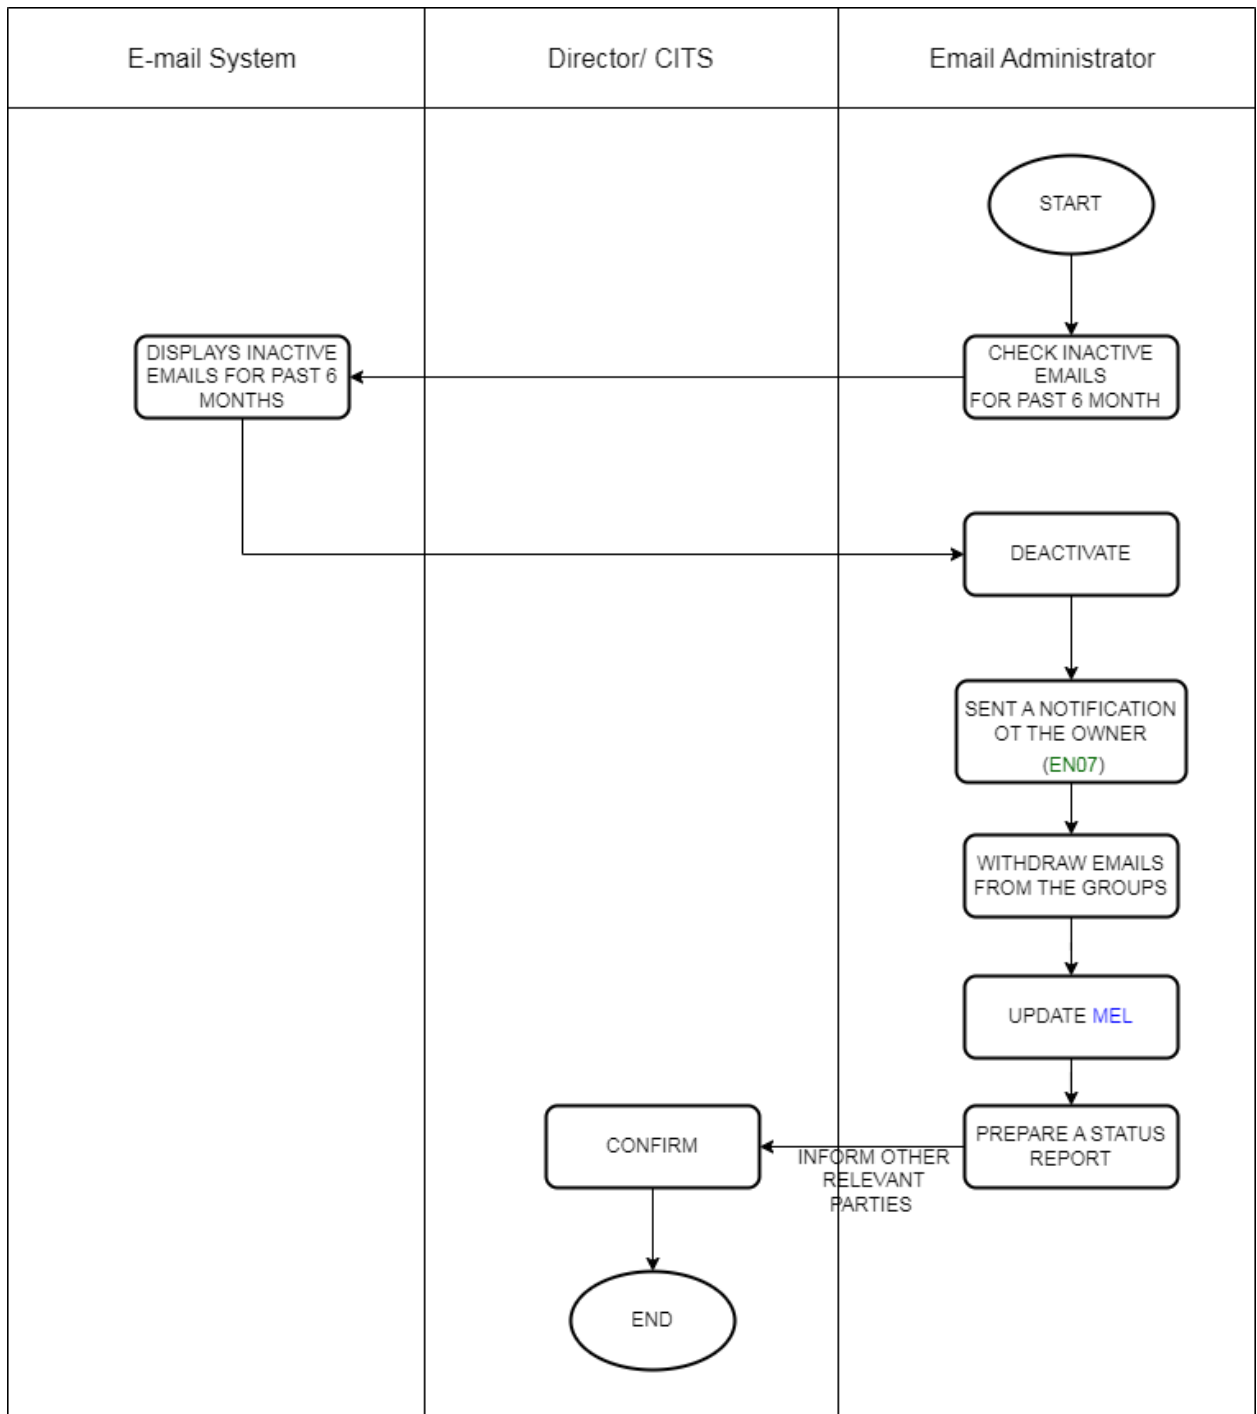 E-mail System
Director/ CITS
Email Administrator
START
DISPLAYS INACTIVE
EMAILS FOR PAST 6
MONTHS
CHECK INACTIVE
EMAILS
FOR PAST 6 MONTH
DEACTIVATE
SENT A NOTIFICATION
OT THE OWNER
(EN07)
WITHDRAW EMAILS
FROM THE GROUPS
UPDATE MEL
PREPARE A STATUS
REPORT
INFORM OTHER
RELEVANT
PARTIES
CONFIRM
END